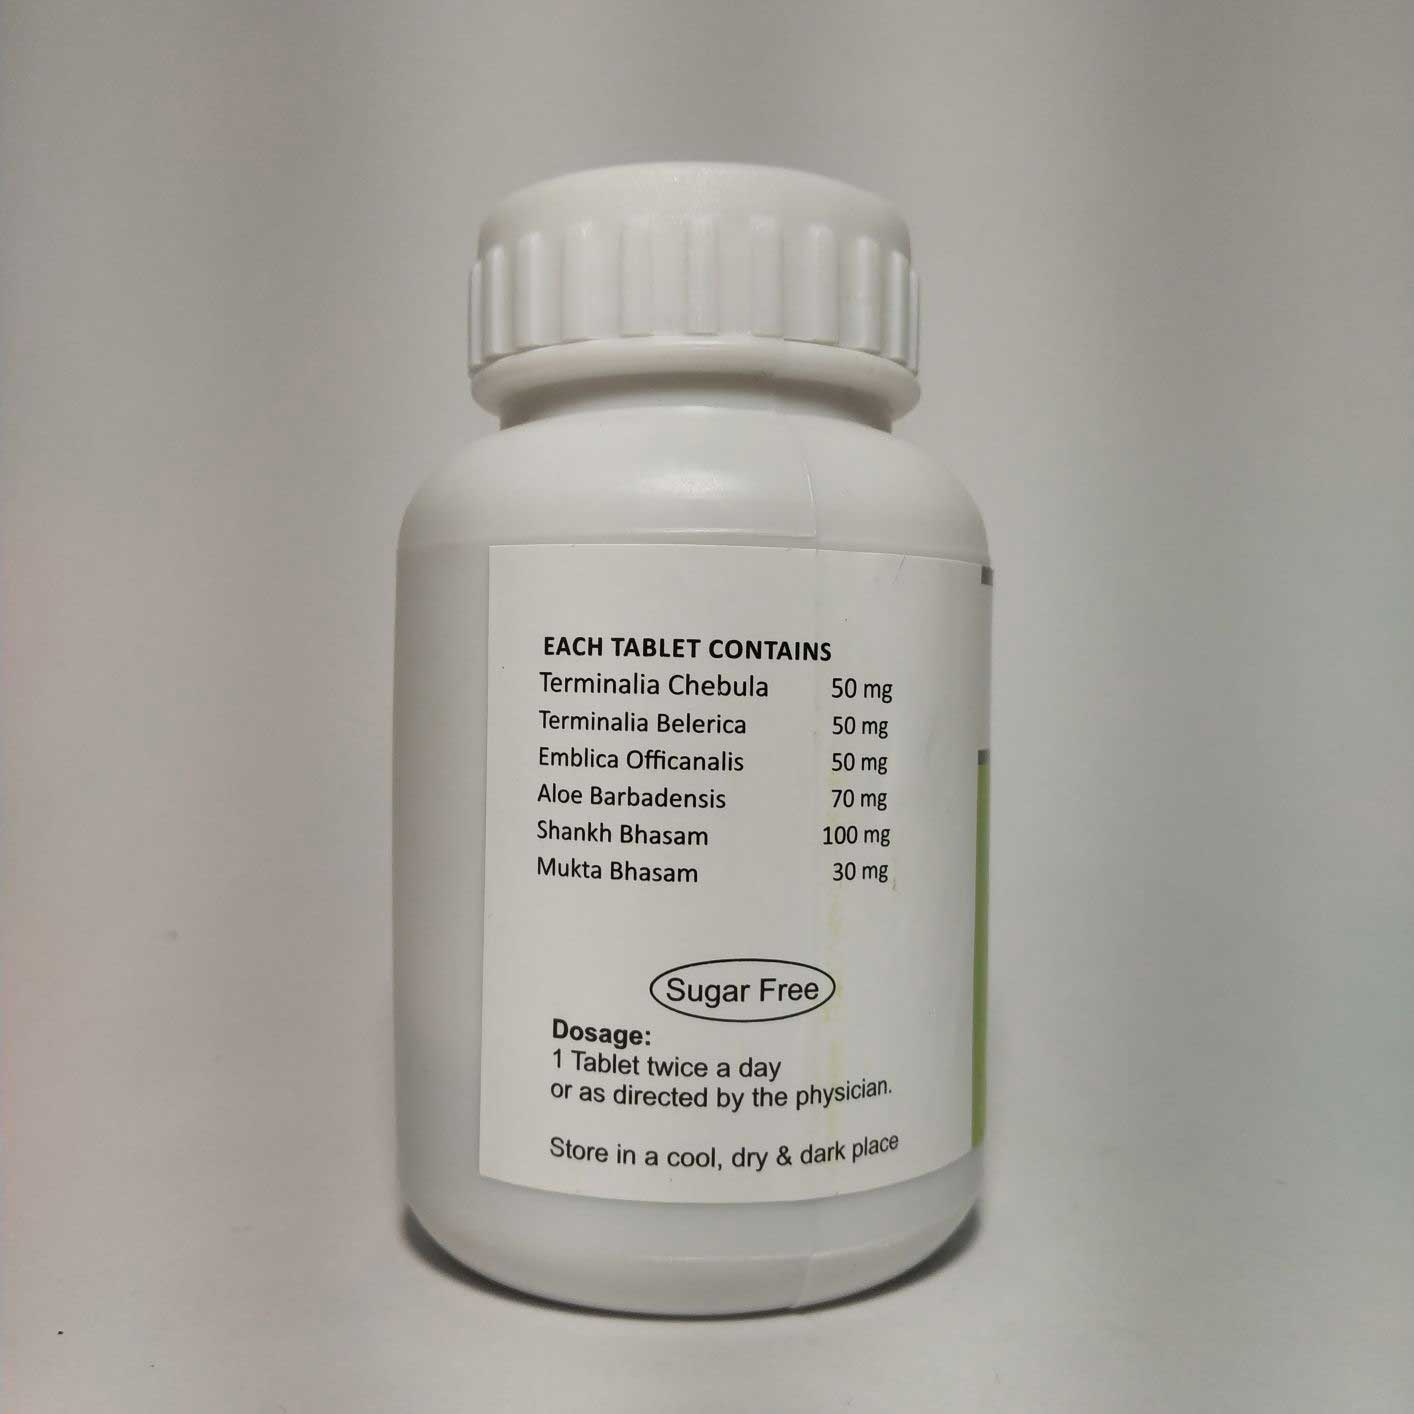 EACH TABLET CONTAINS
Terminalia Chebula 50 mg
Terminalia Belerica 50 mg
Emblica Officanalis 50 mg
Aloe Barbadensis 70 mg
Shankh Bhasam 100 mg
Mukta Bhasam 30 mg
Sugar Free
Dosage:
1 Tablet twice a day
or as directed by the physician.
Store in a cool, dry & dark place